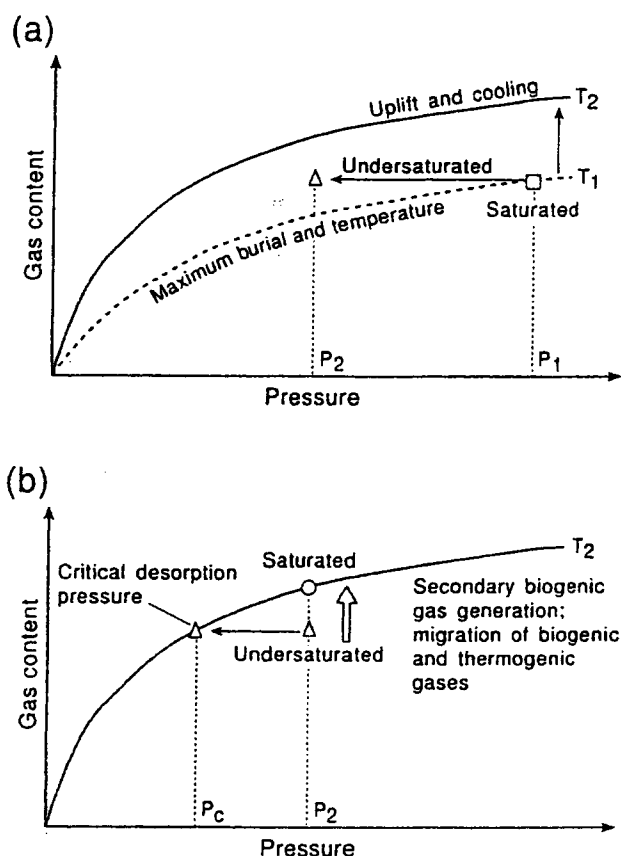 (a)
Uplift and cooling
T2
Undersaturated
T1
Saturated
Maximum burial and temperature
Gas content
P2
P1
Pressure
(b)
Saturated
T2
Critical desorption
pressure
Secondary biogenic
gas generation;
migration of biogenic
and thermogenic
gases
Undersaturated
Gas content
Pc
P2
Pressure